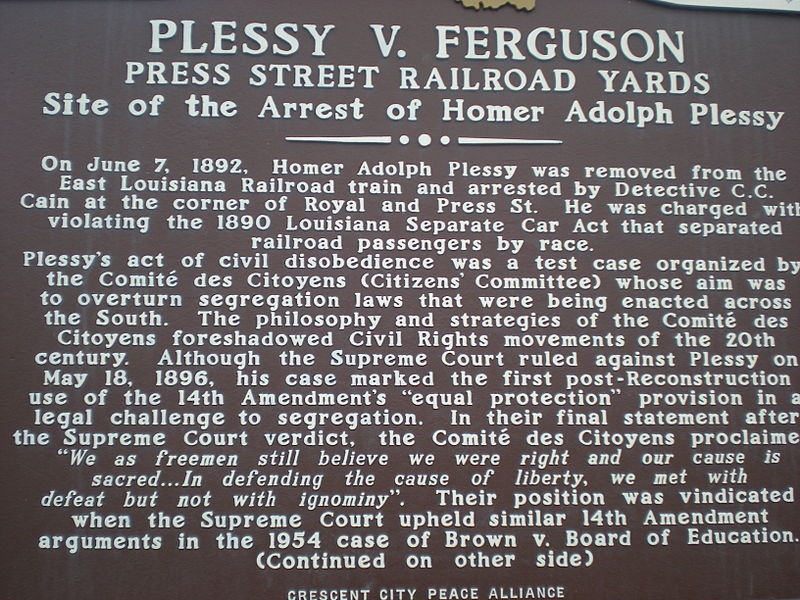 PLESSY V. FERGUSON
PRESS STREET RAILROAD YARDS
Site of the Arrest of Homer Adolph Plessy
On June 7, 1892, Homer Adolph Plessy was removed from the
East Louisiana Railroad train and arrested by Detective C.C.
Cain at the corner of Royal and Press St. He was charged with
violating the 1890 Louisiana Separate Car Act that separated
railroad passengers by race.
Plessy's act of civil disobedience was a test case organized by
the Comité des Citoyens (Citizens' Committee) whose aim was
to overturn segregation laws that were being enacted across
the South. The philosophy and strategies of the Comité des
Citoyens foreshadowed Civil Rights movements of the 20th
century. Although the Supreme Court ruled against Plessy on
May 18, 1896, his case marked the first post-Reconstruction
use of the 14th Amendment's "equal protection" provision in a
legal challenge to segregation. In their final statement after
the Supreme Court verdict, the Comité des Citoyens proclaime
"We as freemen still believe we were right and our cause is
sacred...In defending the cause of liberty, we met with
defeat but not with ignominy". Their position was vindicated
when the Supreme Court upheld similar 14th Amendment
arguments in the 1954 case of Brown v. Board of Education.
(Continued on other side)
CRESCENT CITY PEACE ALLIANCE